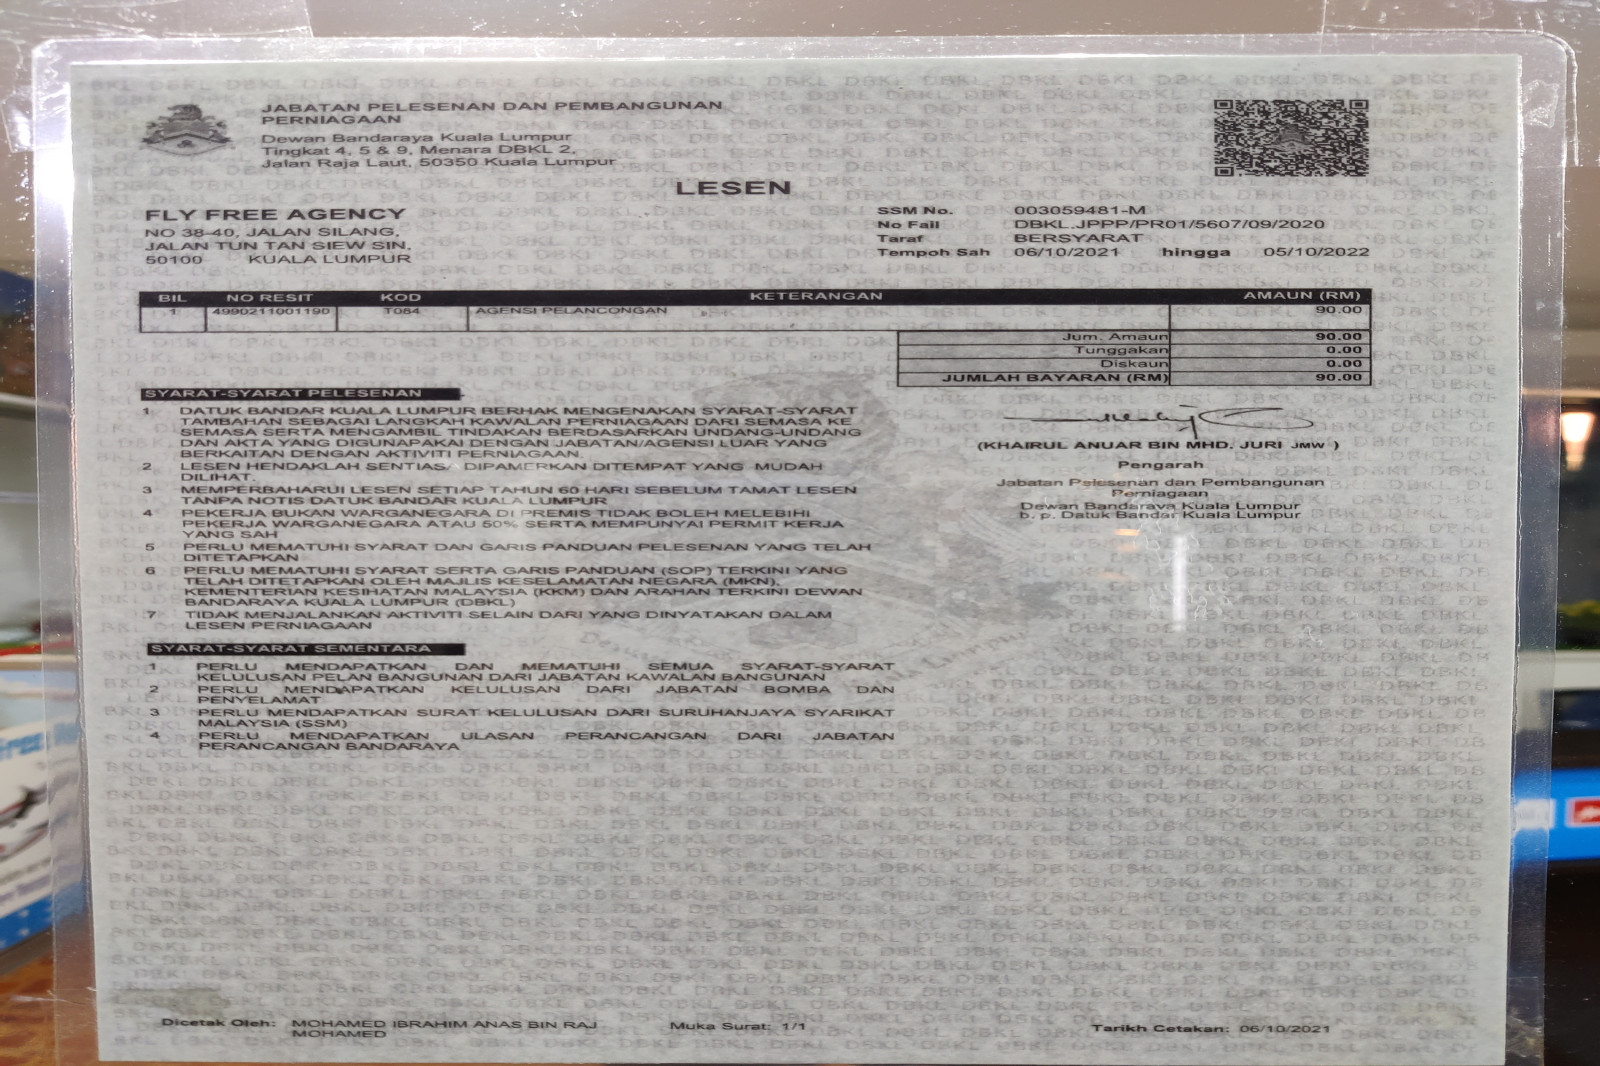 JABATAN PELESENAN DAN PEMBANGUNAN
PERNIAGAAN
Dewan Bandaraya Kuala Lumpur
Tingkat 4, 5 & 9, Menara DBKL 2,
Jalan Raja Laut, 50350 Kuala Lumpur
LESEN
FLY FREE AGENCY
NO 38-40, JALAN SILANG,
JALAN TUN TAN SIEW SIN,
50100 KUALA LUMPUR
SSM No. 003059481-M
No Fail DBKL.JPPP/PR01/5607/09/2020
Taraf BERSYARAT
Tempoh Sah 06/10/2021 hingga 05/10/2022
BIL NO RESIT KOD KETERANGAN AMAUN (RM)
1 4990211001190 T084 AGENSI PELANCONGAN 90.00
Jum. Amaun 90.00
Tunggakan 0.00
Diskaun 0.00
JUMLAH BAYARAN (RM) 90.00
SYARAT-SYARAT PELESENAN
1 DATUK BANDAR KUALA LUMPUR BERHAK MENGENAKAN SYARAT-SYARAT
TAMBAHAN SEBAGAI LANGKAH KAWALAN PERNIAGAAN DARI SEMASA KE
SEMASA SERTA MENGAMBIL TINDAKAN BERDASARKAN UNDANG-UNDANG
DAN AKTA YANG DIGUNAPAKAI DENGAN JABATAN/AGENSI LUAR YANG
BERKAITAN DENGAN AKTIVITI PERNIAGAAN.
2 LESEN HENDAKLAH SENTIASA DIPAMERKAN DITEMPAT YANG MUDAH
DILIHAT.
3 MEMPERBAHARUI LESEN SETIAP TAHUN 60 HARI SEBELUM TAMAT LESEN
TANPA NOTIS DATUK BANDAR KUALA LUMPUR
4 PEKERJA BUKAN WARGANEGARA DI PREMIS TIDAK BOLEH MELEBIHI
PEKERJA WARGANEGARA ATAU 50% SERTA MEMPUNYAI PERMIT KERJA
YANG SAH
5 PERLU MEMATUHI SYARAT DAN GARIS PANDUAN PELESENAN YANG TELAH
DITETAPKAN
6 PERLU MEMATUHI SYARAT SERTA GARIS PANDUAN (SOP) TERKINI YANG
TELAH DITETAPKAN OLEH MAJLIS KESELAMATAN NEGARA (MKN),
KEMENTERIAN KESIHATAN MALAYSIA (KKM) DAN ARAHAN TERKINI DEWAN
BANDARAYA KUALA LUMPUR (DBKL)
7 TIDAK MENJALANKAN AKTIVITI SELAIN DARI YANG DINYATAKAN DALAM
LESEN PERNIAGAAN
(KHAIRUL ANUAR BIN MHD. JURI JMW )
Pengarah
Jabatan Pelesenan dan Pembangunan
Perniagaan
Dewan Bandaraya Kuala Lumpur
b. p. Datuk Bandar Kuala Lumpur
SYARAT-SYARAT SEMENTARA
1 PERLU MENDAPATKAN DAN MEMATUHI SEMUA SYARAT-SYARAT
KELULUSAN PELAN BANGUNAN DARI JABATAN KAWALAN BANGUNAN
2 PERLU MENDAPATKAN KELULUSAN DARI JABATAN BOMBA DAN
PENYELAMAT
3 PERLU MENDAPATKAN SURAT KELULUSAN DARI SURUHANJAYA SYARIKAT
MALAYSIA (SSM)
4 PERLU MENDAPATKAN ULASAN PERANCANGAN DARI JABATAN
PERANCANGAN BANDARAYA
Dicetak Oleh: MOHAMED IBRAHIM ANAS BIN RAJ
MOHAMED
Muka Surat: 1/1
Tarikh Cetakan: 06/10/2021